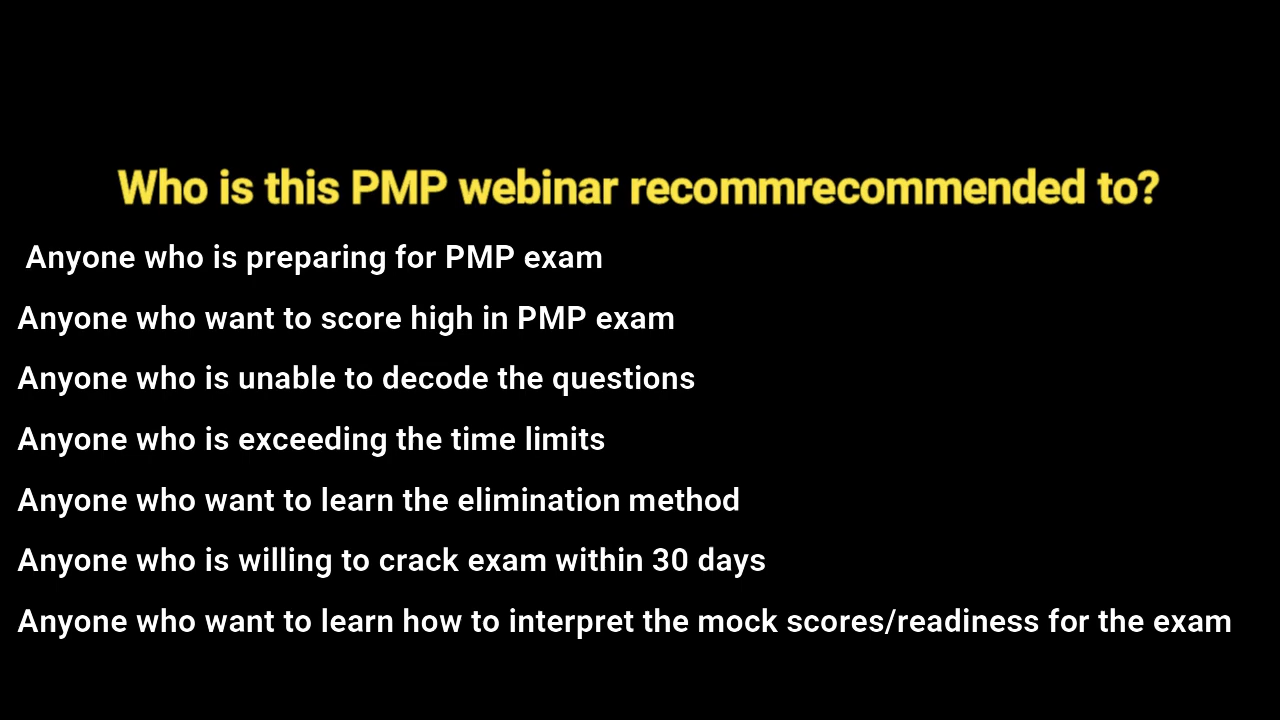 Who is this PMP webinar recommrecommended to?
Anyone who is preparing for PMP exam
Anyone who want to score high in PMP exam
Anyone who is unable to decode the questions
Anyone who is exceeding the time limits
Anyone who want to learn the elimination method
Anyone who is willing to crack exam within 30 days
Anyone who want to learn how to interpret the mock scores/readiness for the exam